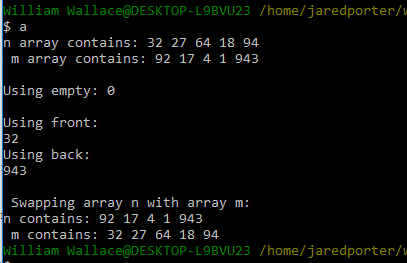 William Wallace@DESKTOP-L9BVU23 /home/jaredporter/w
$ a
n array contains: 32 27 64 18 94
 m array contains: 92 17 4 1 943
Using empty: 0
Using front:
32
Using back:
943
 Swapping array n with array m:
n contains: 92 17 4 1 943
 m contains: 32 27 64 18 94
William Wallace@DESKTOP-L9BVU23 /home/jaredporter/w